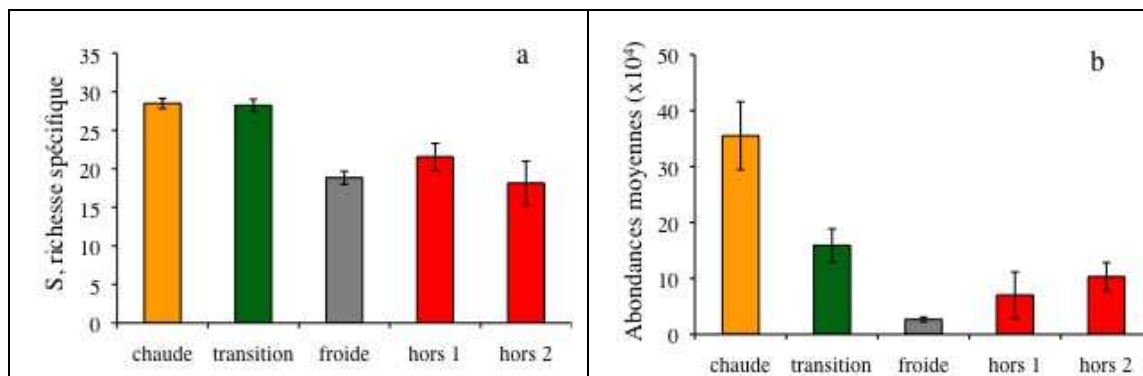 a
S, richesse spécifique
35
30
25
20
15
10
5
0
chaude transition froide hors 1 hors 2
b
Abondances moyennes (x10⁴)
50
40
30
20
10
0
chaude transition froide hors 1 hors 2